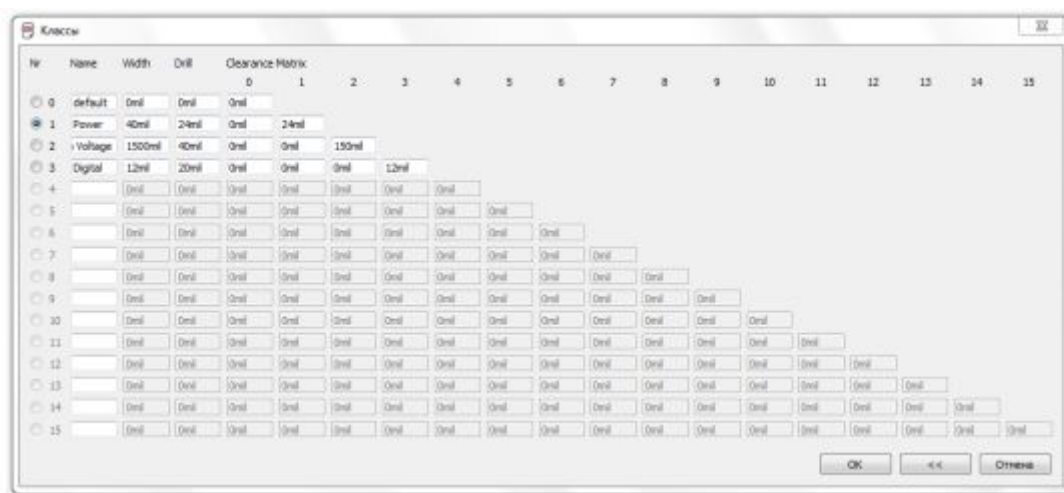 Классы
Nr Name Width Drill Clearance Matrix
0 1 2 3 4 5 6 7 8 9 10 11 12 13 14 15
0 default 0mil 0mil 0mil
1 Power 40mil 24mil 0mil 24mil
2 Voltage 1500mil 40mil 0mil 0mil 150mil
3 Digital 12mil 20mil 0mil 0mil 0mil 12mil
4 0mil 0mil 0mil 0mil 0mil 0mil 0mil
5 0mil 0mil 0mil 0mil 0mil 0mil 0mil 0mil
6 0mil 0mil 0mil 0mil 0mil 0mil 0mil 0mil 0mil
7 0mil 0mil 0mil 0mil 0mil 0mil 0mil 0mil 0mil 0mil
8 0mil 0mil 0mil 0mil 0mil 0mil 0mil 0mil 0mil 0mil 0mil
9 0mil 0mil 0mil 0mil 0mil 0mil 0mil 0mil 0mil 0mil 0mil 0mil
10 0mil 0mil 0mil 0mil 0mil 0mil 0mil 0mil 0mil 0mil 0mil 0mil 0mil
11 0mil 0mil 0mil 0mil 0mil 0mil 0mil 0mil 0mil 0mil 0mil 0mil 0mil 0mil
12 0mil 0mil 0mil 0mil 0mil 0mil 0mil 0mil 0mil 0mil 0mil 0mil 0mil 0mil 0mil
13 0mil 0mil 0mil 0mil 0mil 0mil 0mil 0mil 0mil 0mil 0mil 0mil 0mil 0mil 0mil 0mil
14 0mil 0mil 0mil 0mil 0mil 0mil 0mil 0mil 0mil 0mil 0mil 0mil 0mil 0mil 0mil 0mil 0mil
15 0mil 0mil 0mil 0mil 0mil 0mil 0mil 0mil 0mil 0mil 0mil 0mil 0mil 0mil 0mil 0mil 0mil 0mil
OK << Отмена